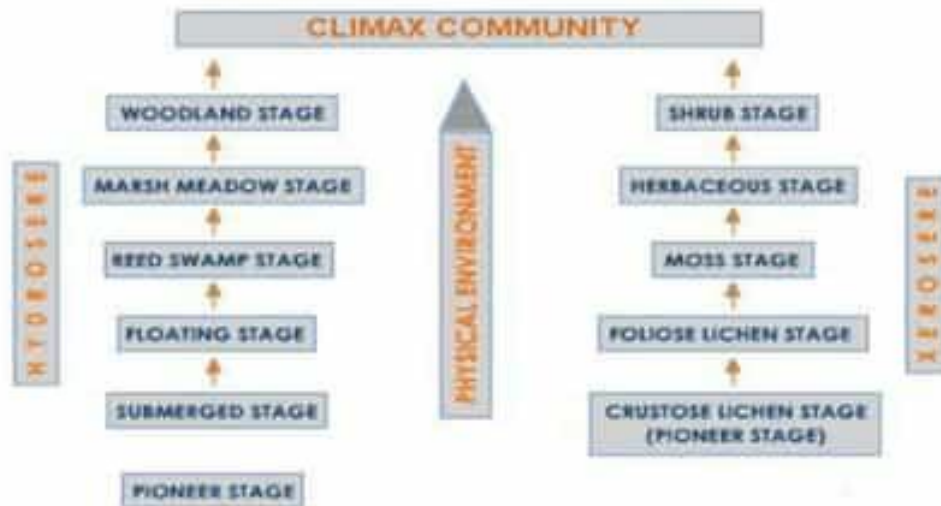 CLIMAX COMMUNITY
WOODLAND STAGE
MARSH MEADOW STAGE
REED SWAMP STAGE
FLOATING STAGE
SUBMERGED STAGE
PIONEER STAGE
HYDROSERE
PHYSICAL ENVIRONMENT
SHRUB STAGE
HERBACEOUS STAGE
MOSS STAGE
FOLIOSE LICHEN STAGE
CRUSTOSE LICHEN STAGE
(PIONEER STAGE)
XEROSERE